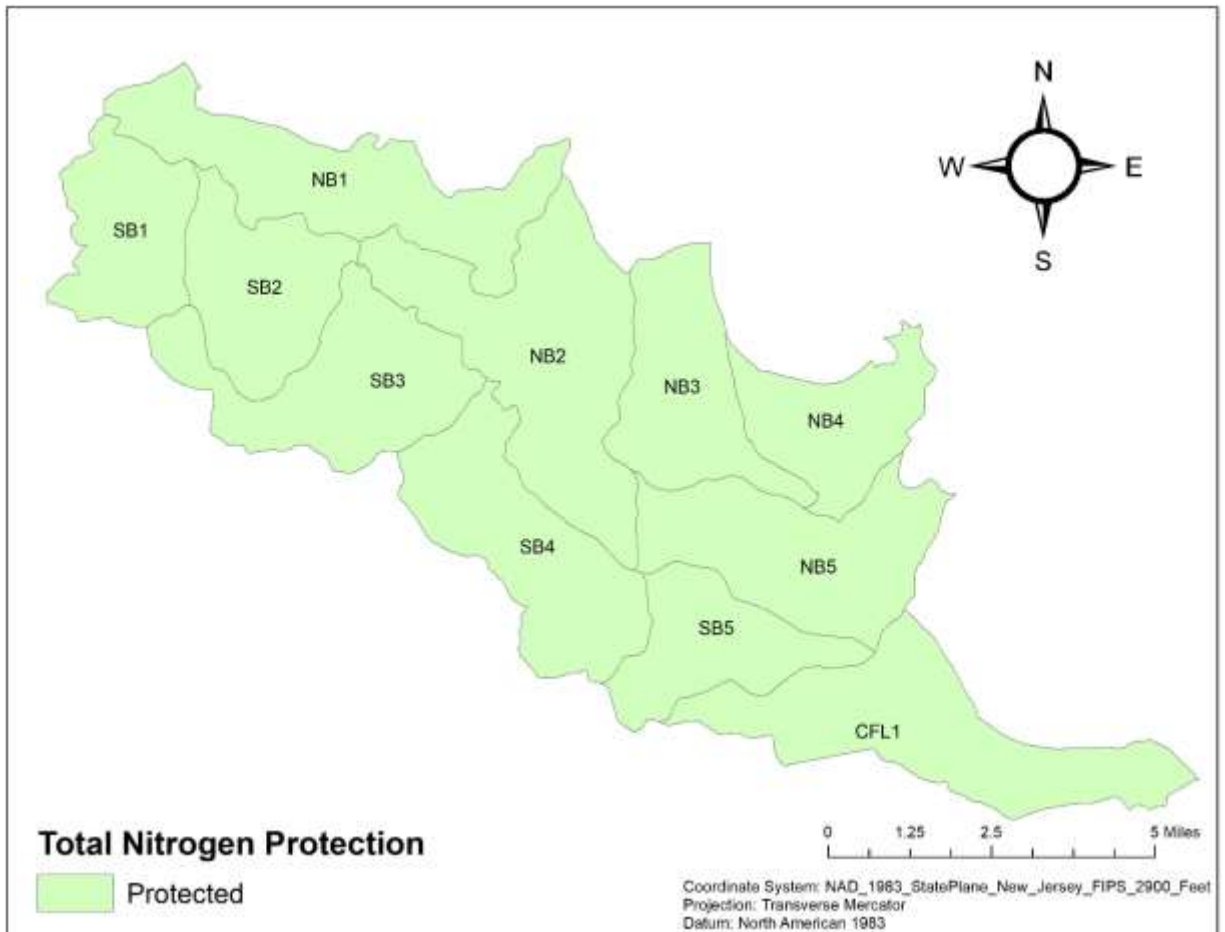 N
W E
S
NB1
SB1
SB2
NB2
SB3
NB3
NB4
SB4
NB5
SB5
CFL1
Total Nitrogen Protection
Protected
0 1.25 2.5 5 Miles
Coordinate System: NAD_1983_StatePlane_New_Jersey_FIPS_2900_Feet
Projection: Transverse Mercator
Datum: North American 1983